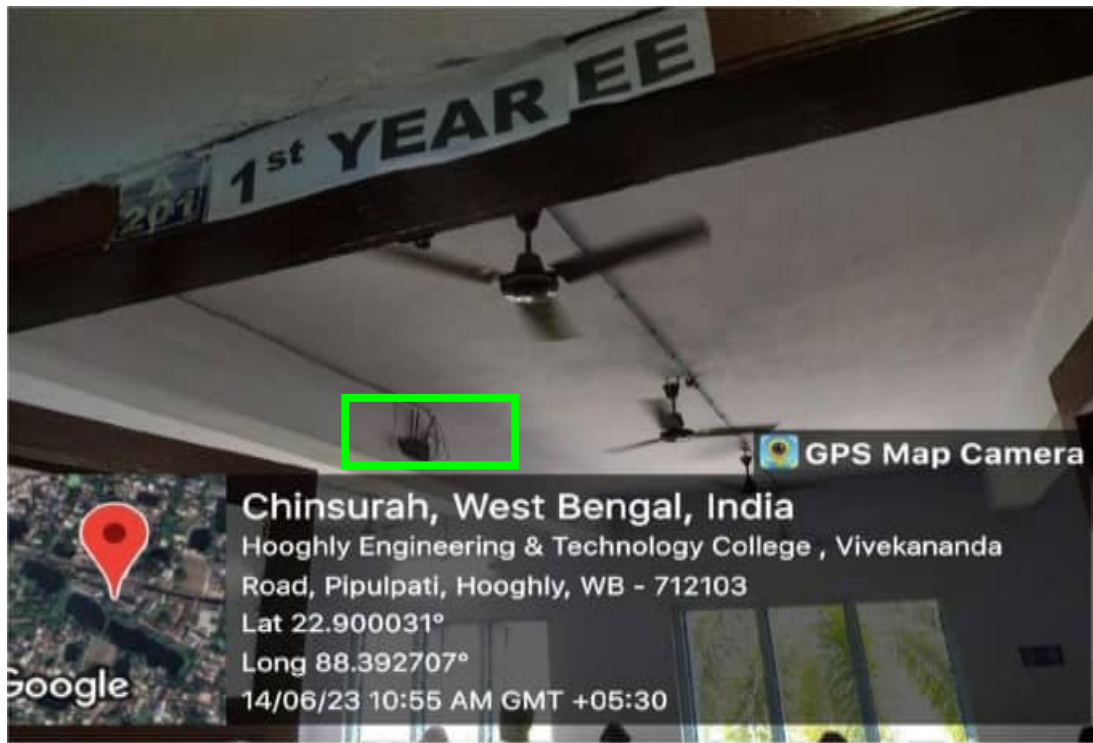 1st YEAR EE
201
GPS Map Camera
Chinsurah, West Bengal, India
Hooghly Engineering & Technology College , Vivekananda
Road, Pipulpati, Hooghly, WB - 712103
Lat 22.900031°
Long 88.392707°
14/06/23 10:55 AM GMT +05:30
Google